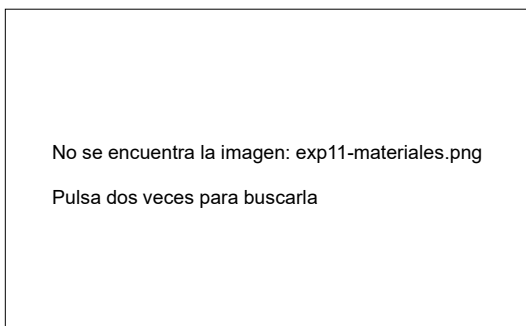 No se encuentra la imagen: exp11-materiales.png
Pulsa dos veces para buscarla